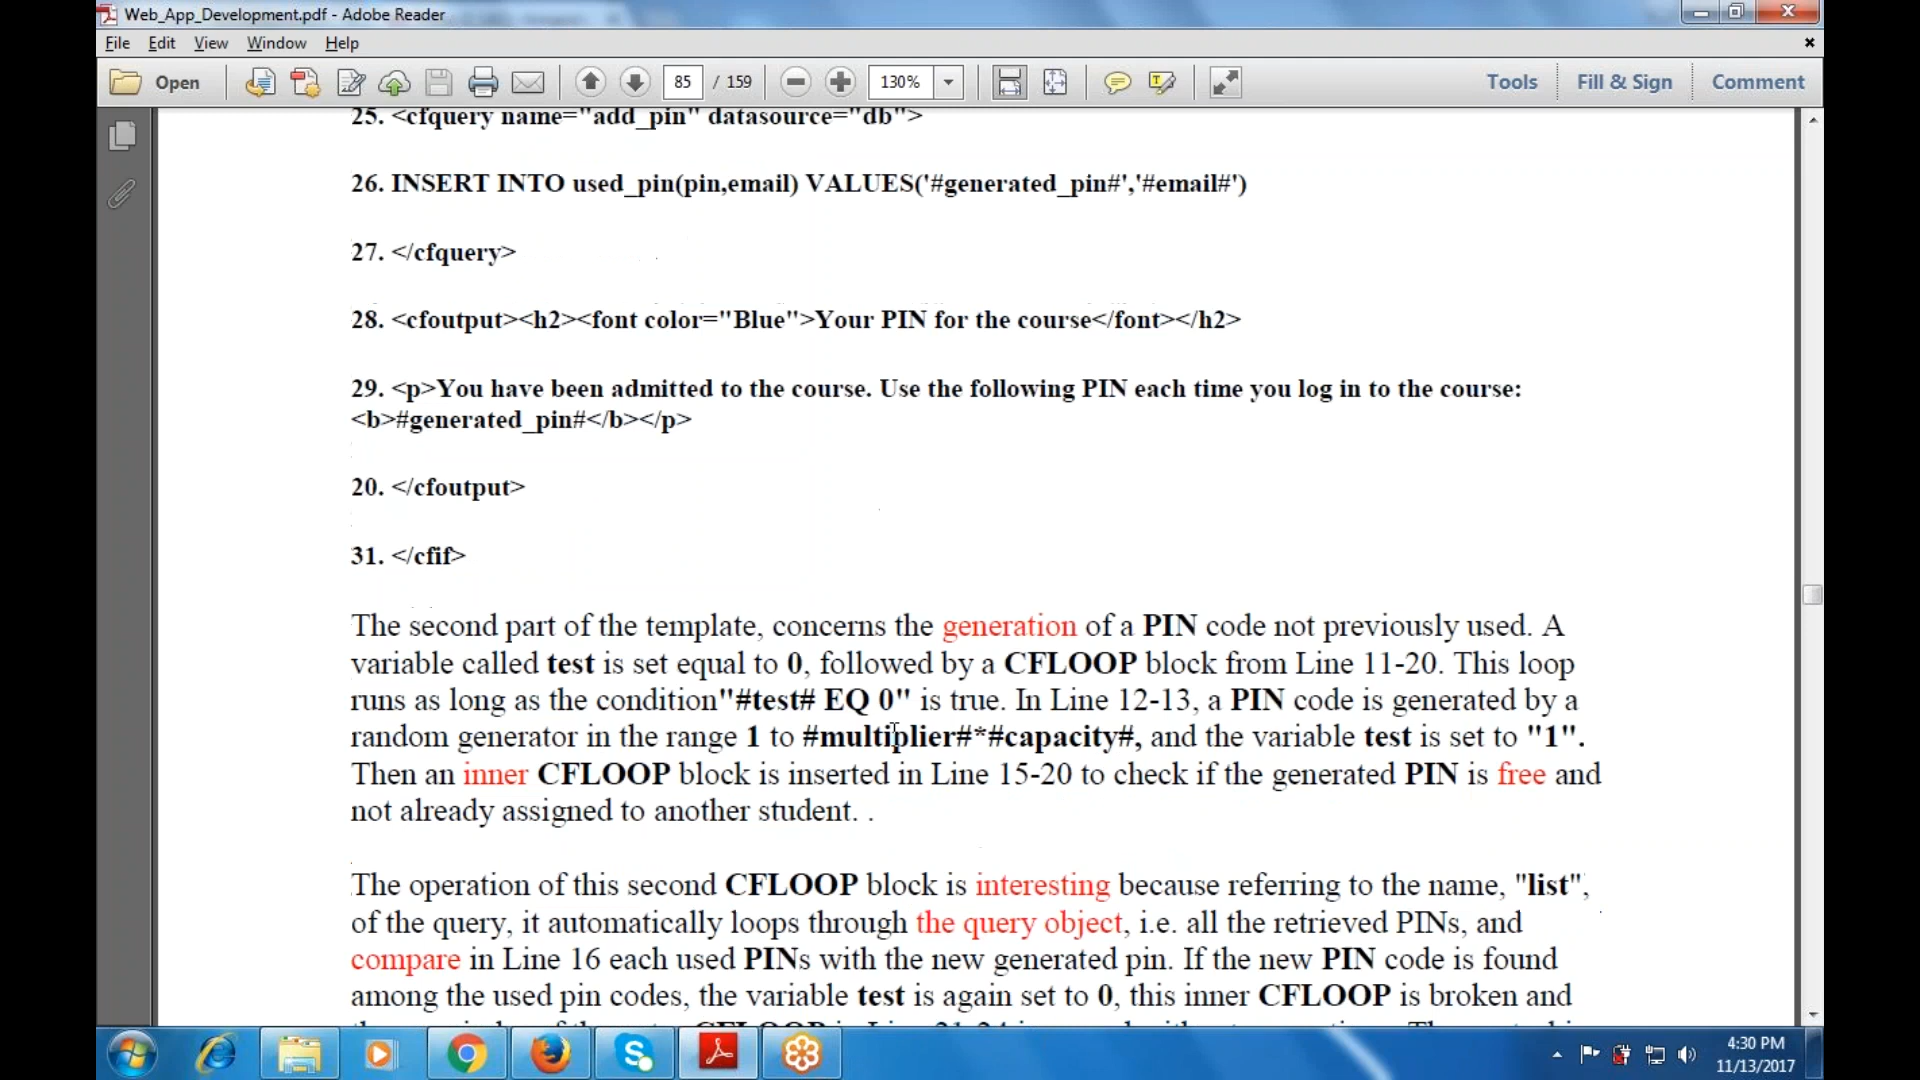 Web_App_Development.pdf - Adobe Reader
File Edit View Window Help
Open 85 / 159 130% Tools Fill & Sign Comment
25. <cfquery name="add_pin" datasource="db">
26. INSERT INTO used_pin(pin,email) VALUES('#generated_pin#','#email#')
27. </cfquery>
28. <cfoutput><h2><font color="Blue">Your PIN for the course</font></h2>
29. <p>You have been admitted to the course. Use the following PIN each time you log in to the course:
<b>#generated_pin#</b></p>
20. </cfoutput>
31. </cfif>
The second part of the template, concerns the generation of a PIN code not previously used. A
variable called test is set equal to 0, followed by a CFLOOP block from Line 11-20. This loop
runs as long as the condition"#test# EQ 0" is true. In Line 12-13, a PIN code is generated by a
random generator in the range 1 to #multiplier#*#capacity#, and the variable test is set to "1".
Then an inner CFLOOP block is inserted in Line 15-20 to check if the generated PIN is free and
not already assigned to another student. .
The operation of this second CFLOOP block is interesting because referring to the name, "list",
of the query, it automatically loops through the query object, i.e. all the retrieved PINs, and
compare in Line 16 each used PINs with the new generated pin. If the new PIN code is found
among the used pin codes, the variable test is again set to 0, this inner CFLOOP is broken and
4:30 PM
11/13/2017